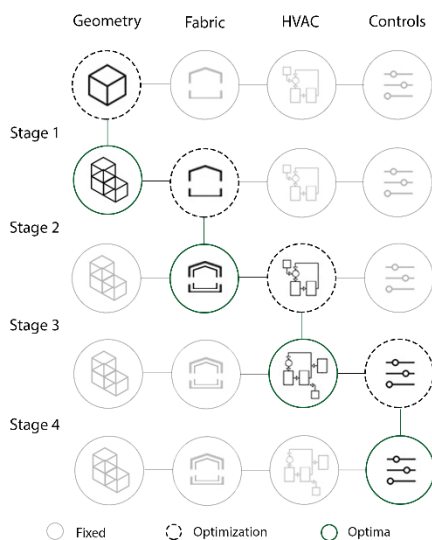 Geometry Fabric HVAC Controls
Stage 1
Stage 2
Stage 3
Stage 4
Fixed Optimization Optima